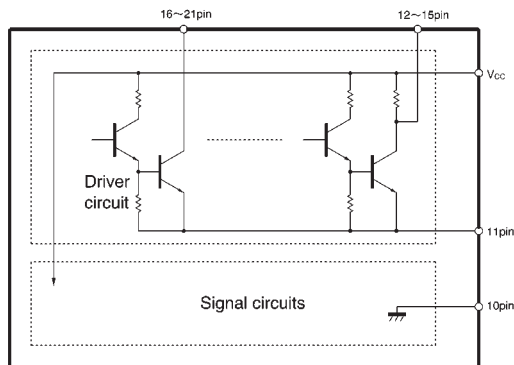 16～21pin
12～15pin
Vcc
Driver
circuit
11pin
Signal circuits
10pin